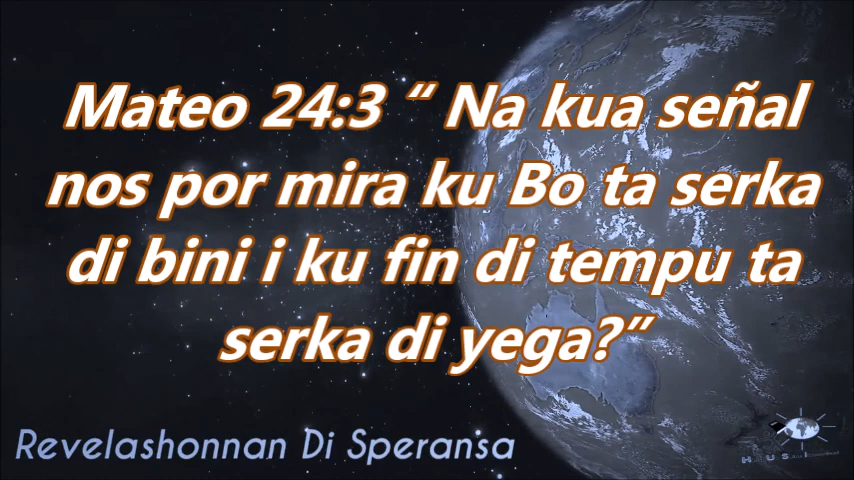 Mateo 24:3 “ Na kua señal
nos por mira ku Bo ta serka
di bini i ku fin di tempu ta
serka di yega?”
Revelashonnan Di Speransa